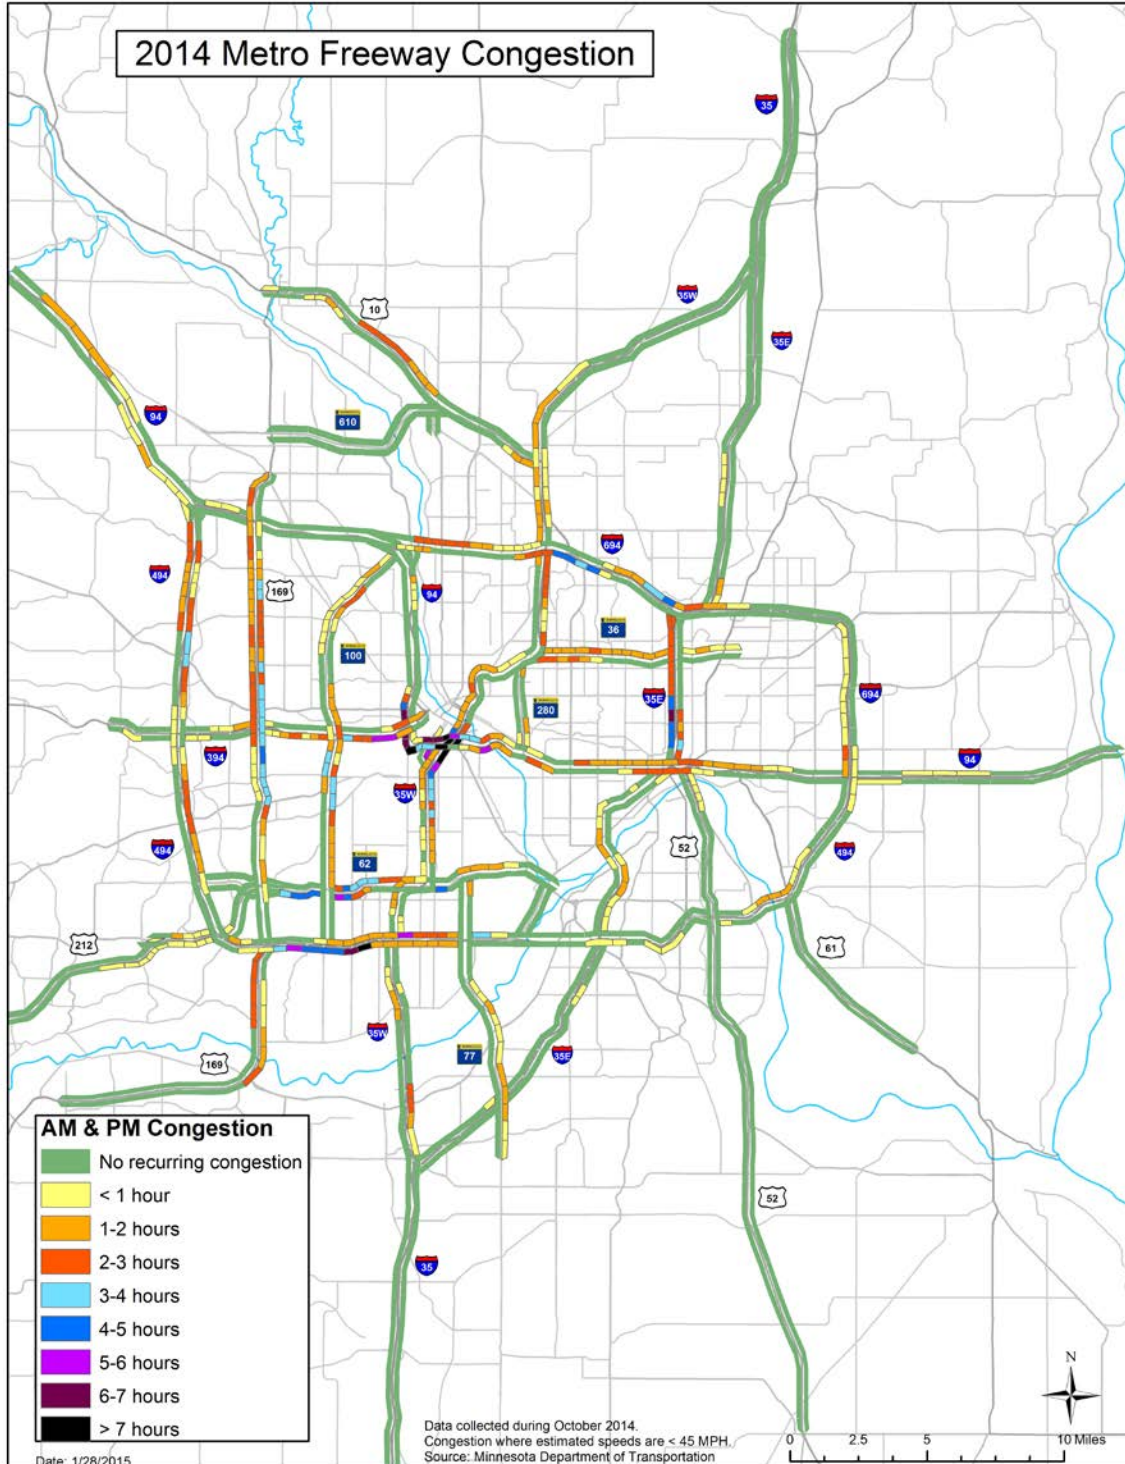 2014 Metro Freeway Congestion
35
35W
10
35E
94
610
694
494
169
94
36
100
35E
280
694
394
94
35W
52
494
62
494
212
61
35W
77
35E
169
AM & PM Congestion
No recurring congestion
< 1 hour
1-2 hours
2-3 hours
3-4 hours
4-5 hours
5-6 hours
6-7 hours
> 7 hours
52
35
N
Data collected during October 2014.
Congestion where estimated speeds are < 45 MPH.
Source: Minnesota Department of Transportation
0 2.5 5 10 Miles
Date: 1/28/2015